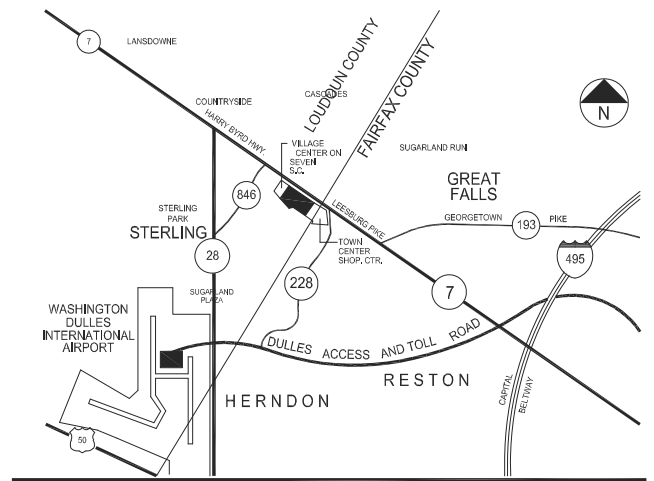 7
LANSDOWNE
LOUDOUN COUNTY
FAIRFAX COUNTY
COUNTRYSIDE
CASCADES
HARRY BYRD HWY.
N
VILLAGE
CENTER ON
SEVEN
S.C.
SUGARLAND RUN
GREAT
FALLS
846
STERLING
PARK
STERLING
LEESBURG PIKE
GEORGETOWN
193
PIKE
TOWN
CENTER
SHOP. CTR.
28
495
228
7
SUGARLAND
PLAZA
WASHINGTON
DULLES
INTERNATIONAL
AIRPORT
DULLES ACCESS AND TOLL ROAD
RESTON
HERNDON
CAPITAL
BELTWAY
50